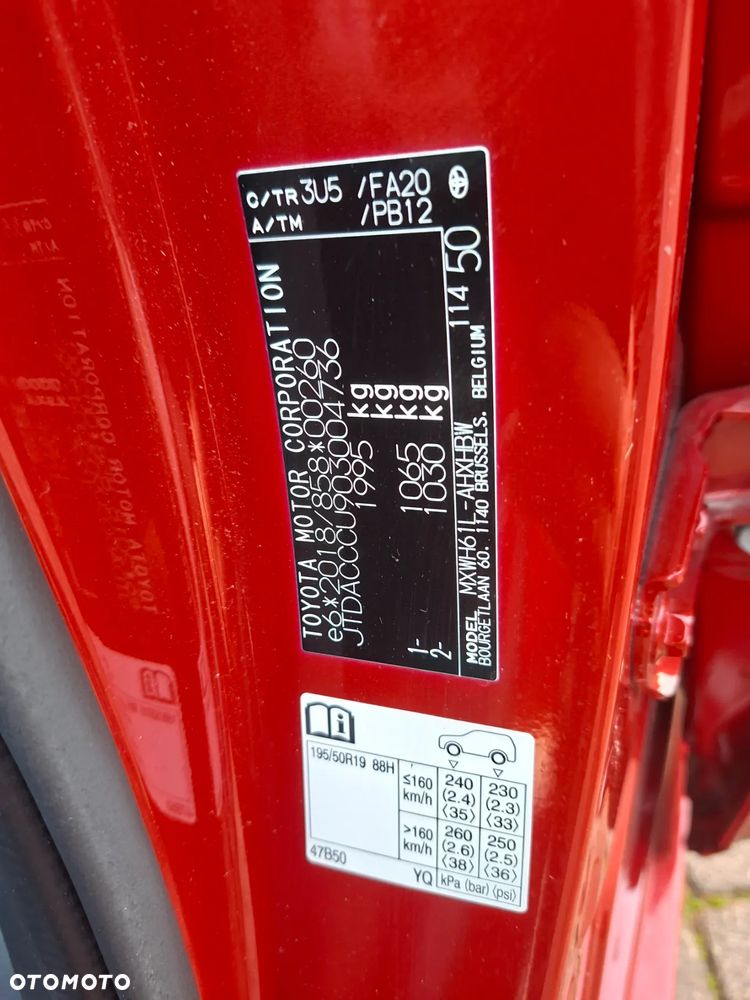 C/TR 3U5 /FA20
A/TM /PB12
TOYOTA MOTOR CORPORATION
e6*2018/858*00260
JTDACCCU903004736
1995 kg
kg
1- 1065 kg
2- 1030 kg
MODEL MXWH61L-AHXHBW 114 50
BOURGETLAAN 60. 1140 BRUSSELS. BELGIUM
195/50R19 88H
≤160 km/h 240 (2.4) ⟨35⟩ 230 (2.3) ⟨33⟩
>160 km/h 260 (2.6) ⟨38⟩ 250 (2.5) ⟨36⟩
47B50 YQ kPa (bar) ⟨psi⟩
OTOMOTO